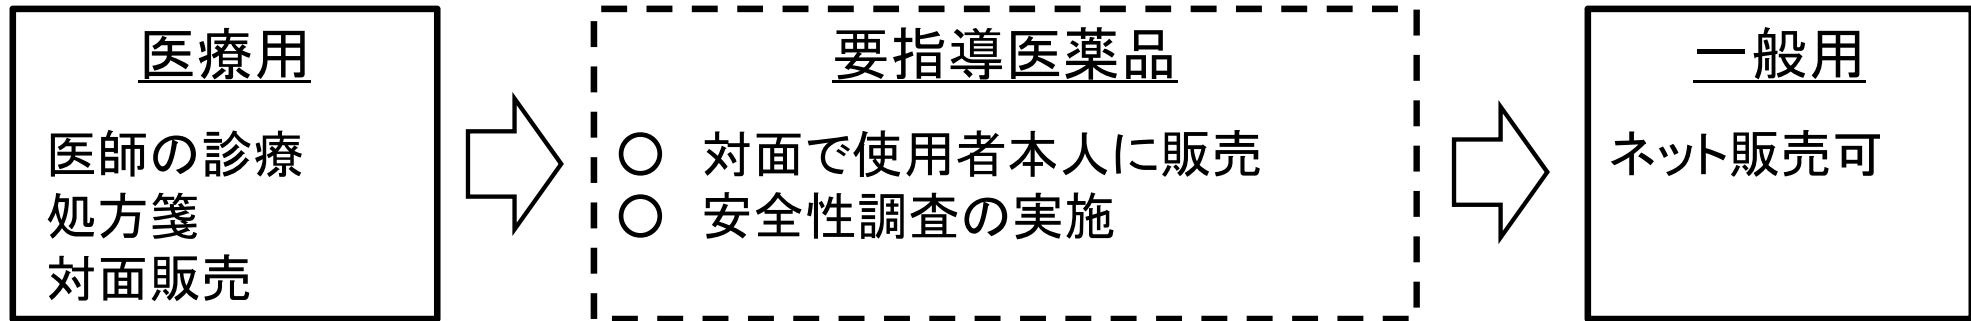 医療用
医師の診療
処方箋
対面販売
要指導医薬品
○ 対面で使用者本人に販売
○ 安全性調査の実施
一般用
ネット販売可